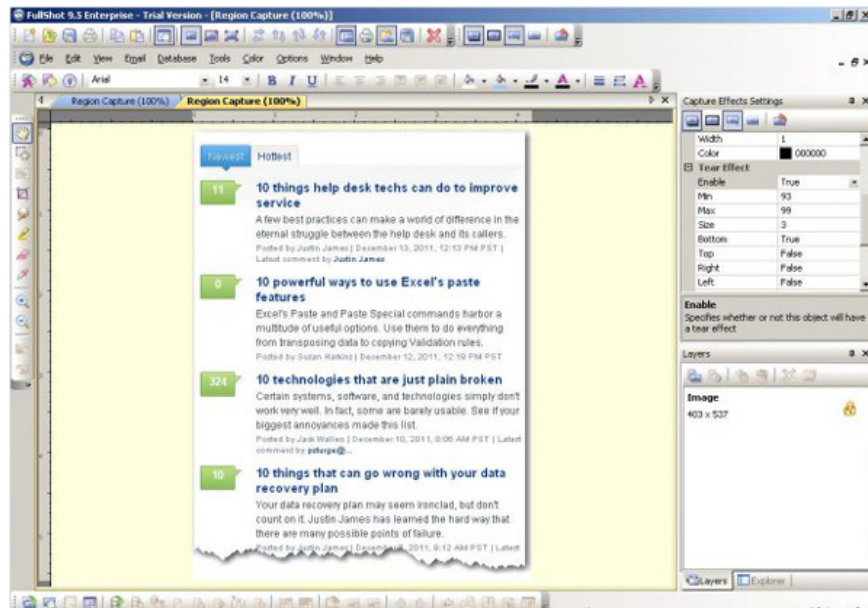 FullShot 9.5 Enterprise - Trial Version - [Region Capture (100%)]
File Edit View Email Database Tools Color Options Window Help
Arial 14 B I U
Region Capture (100%) Region Capture (100%)
Newest Hottest
11
10 things help desk techs can do to improve
service
A few best practices can make a world of difference in the
eternal struggle between the help desk and its callers.
Posted by Justin James | December 13, 2011, 12:13 PM PST |
Latest comment by Justin James
0
10 powerful ways to use Excel's paste
features
Excel's Paste and Paste Special commands harbor a
multitude of useful options. Use them to do everything
from transposing data to copying Validation rules.
Posted by Susan Harkins | December 12, 2011, 12:19 PM PST
324
10 technologies that are just plain broken
Certain systems, software, and technologies simply don't
work very well. In fact, some are barely usable. See if your
biggest annoyances made this list.
Posted by Jack Wallen | December 10, 2011, 8:06 AM PST | Latest
comment by
10
10 things that can go wrong with your data
recovery plan
Your data recovery plan may seem ironclad, but don't
count on it. Justin James has learned the hard way that
there are many possible points of failure.
Posted by Justin James | 2011, 9:12 AM PST | Latest
Capture Effects Settings
Width 1
Color 000000
Tear Effect
Enable True
Min 93
Max 99
Size 3
Bottom True
Top False
Right False
Left False
Enable
Specifies whether or not this object will have
a tear effect
Layers
Image
403 x 537
Layers Explorer